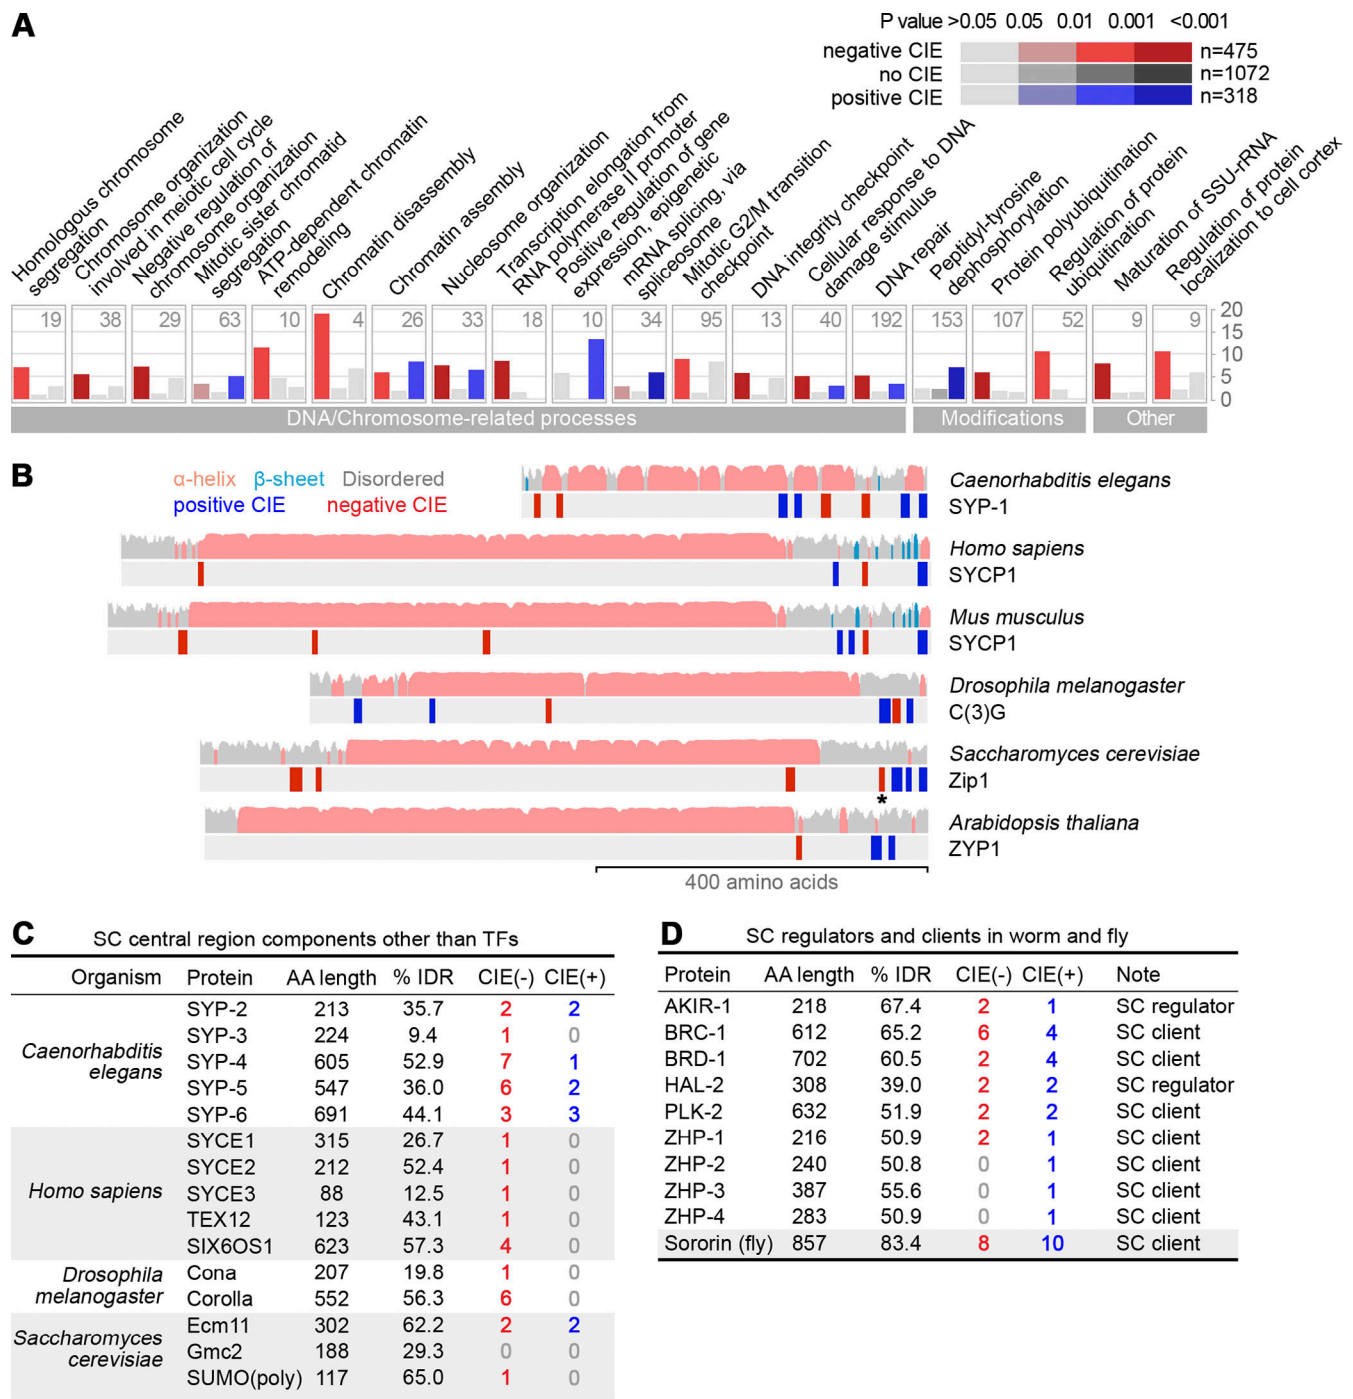 A
P value >0.05 0.05 0.01 0.001 <0.001
negative CIE n=475
no CIE n=1072
positive CIE n=318
Homologous chromosome
segregation
Chromosome organization
involved in meiotic cell cycle
Negative regulation of
chromosome organization
Mitotic sister chromatid
segregation
ATP-dependent chromatin
remodeling
Chromatin disassembly
Chromatin assembly
Nucleosome organization
Transcription elongation from
RNA polymerase II promoter
Positive regulation of gene
expression, epigenetic
mRNA splicing, via
spliceosome
Mitotic G2/M transition
checkpoint
DNA integrity checkpoint
Cellular response to DNA
damage stimulus
DNA repair
Peptidyl-tyrosine
dephosphorylation
Protein polyubiquitination
Regulation of protein
ubiquitination
Maturation of SSU-rRNA
Regulation of protein
localization to cell cortex
19 38 29 63 10 4 26 33 18 10 34 95 13 40 192 153 107 52 9 9
20
15
10
5
0
DNA/Chromosome-related processes Modifications Other
B
α-helix β-sheet Disordered
positive CIE negative CIE
Caenorhabditis elegans
SYP-1
Homo sapiens
SYCP1
Mus musculus
SYCP1
Drosophila melanogaster
C(3)G
Saccharomyces cerevisiae
Zip1
*
Arabidopsis thaliana
ZYP1
400 amino acids
C
SC central region components other than TFs
Organism Protein AA length % IDR CIE(-) CIE(+)
Caenorhabditis
elegans
SYP-2 213 35.7 2 2
SYP-3 224 9.4 1 0
SYP-4 605 52.9 7 1
SYP-5 547 36.0 6 2
SYP-6 691 44.1 3 3
Homo sapiens
SYCE1 315 26.7 1 0
SYCE2 212 52.4 1 0
SYCE3 88 12.5 1 0
TEX12 123 43.1 1 0
SIX6OS1 623 57.3 4 0
Drosophila
melanogaster
Cona 207 19.8 1 0
Corolla 552 56.3 6 0
Saccharomyces
cerevisiae
Ecm11 302 62.2 2 2
Gmc2 188 29.3 0 0
SUMO(poly) 117 65.0 1 0
D
SC regulators and clients in worm and fly
Protein AA length % IDR CIE(-) CIE(+) Note
AKIR-1 218 67.4 2 1 SC regulator
BRC-1 612 65.2 6 4 SC client
BRD-1 702 60.5 2 4 SC client
HAL-2 308 39.0 2 2 SC regulator
PLK-2 632 51.9 2 2 SC client
ZHP-1 216 50.9 2 1 SC client
ZHP-2 240 50.8 0 1 SC client
ZHP-3 387 55.6 0 1 SC client
ZHP-4 283 50.9 0 1 SC client
Sororin (fly) 857 83.4 8 10 SC client